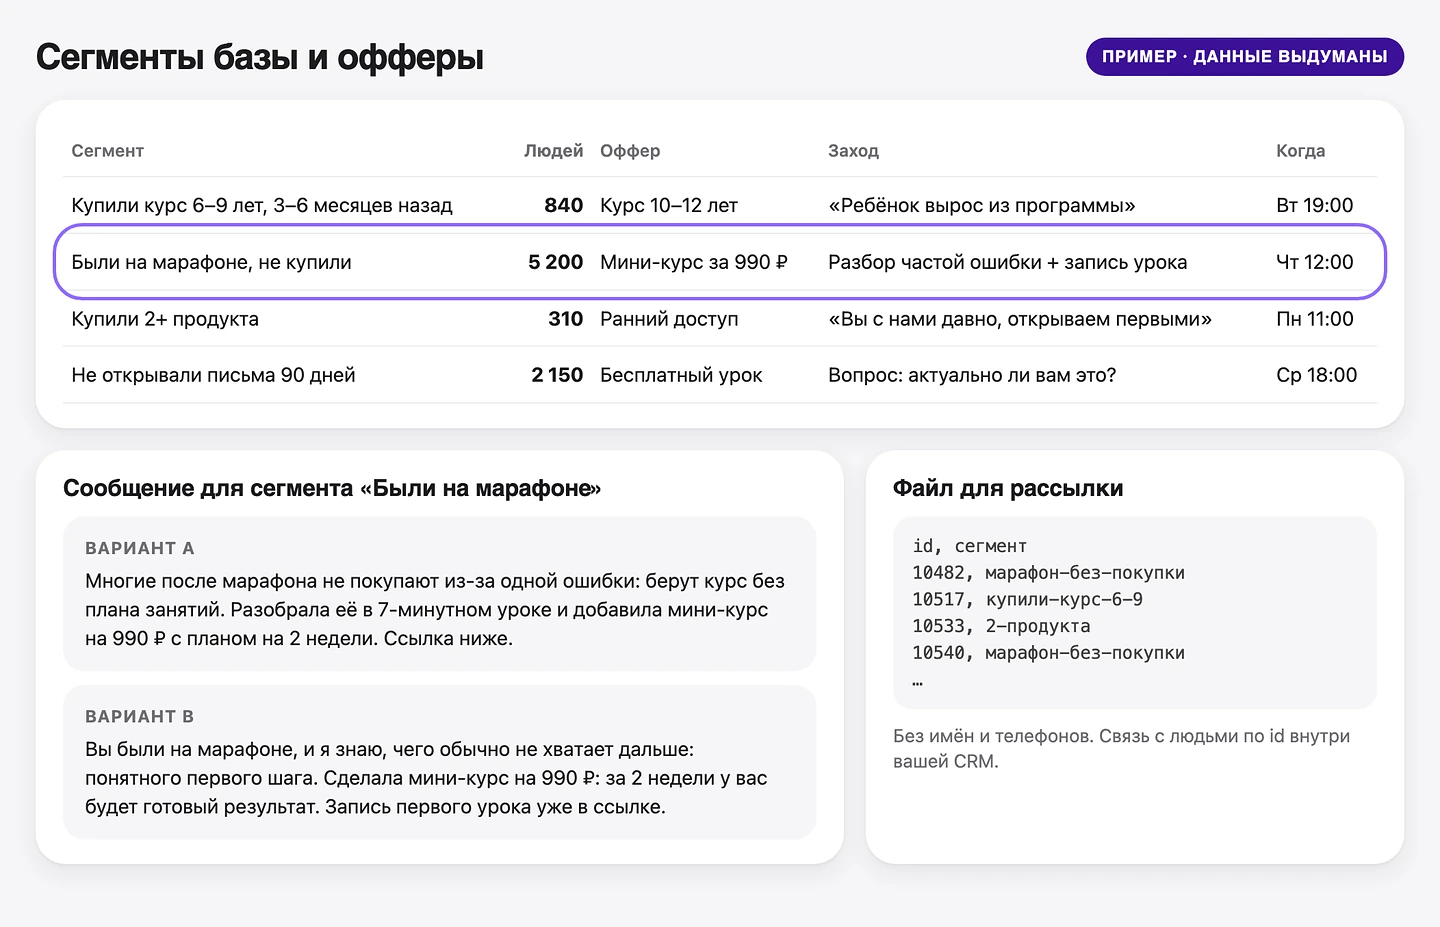 Сегменты базы и офферы
ПРИМЕР · ДАННЫЕ ВЫДУМАНЫ
Сегмент Людей Оффер Заход Когда
Купили курс 6–9 лет, 3–6 месяцев назад 840 Курс 10–12 лет «Ребёнок вырос из программы» Вт 19:00
Были на марафоне, не купили 5 200 Мини-курс за 990 ₽ Разбор частой ошибки + запись урока Чт 12:00
Купили 2+ продукта 310 Ранний доступ «Вы с нами давно, открываем первыми» Пн 11:00
Не открывали письма 90 дней 2 150 Бесплатный урок Вопрос: актуально ли вам это? Ср 18:00
Сообщение для сегмента «Были на марафоне»
ВАРИАНТ A
Многие после марафона не покупают из-за одной ошибки: берут курс без
плана занятий. Разобрала её в 7-минутном уроке и добавила мини-курс
на 990 ₽ с планом на 2 недели. Ссылка ниже.
ВАРИАНТ B
Вы были на марафоне, и я знаю, чего обычно не хватает дальше:
понятного первого шага. Сделала мини-курс на 990 ₽: за 2 недели у вас
будет готовый результат. Запись первого урока уже в ссылке.
Файл для рассылки
id, сегмент
10482, марафон-без-покупки
10517, купили-курс-6-9
10533, 2-продукта
10540, марафон-без-покупки
…
Без имён и телефонов. Связь с людьми по id внутри
вашей CRM.